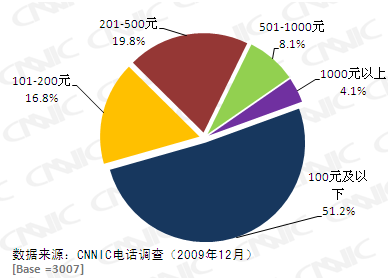 201-500元
19.8%
501-1000元
8.1%
1000元以上
4.1%
101-200元
16.8%
100元及以
下
51.2%
数据来源: CNNIC电话调查（2009年12月）
[Base =3007]
CNNIC